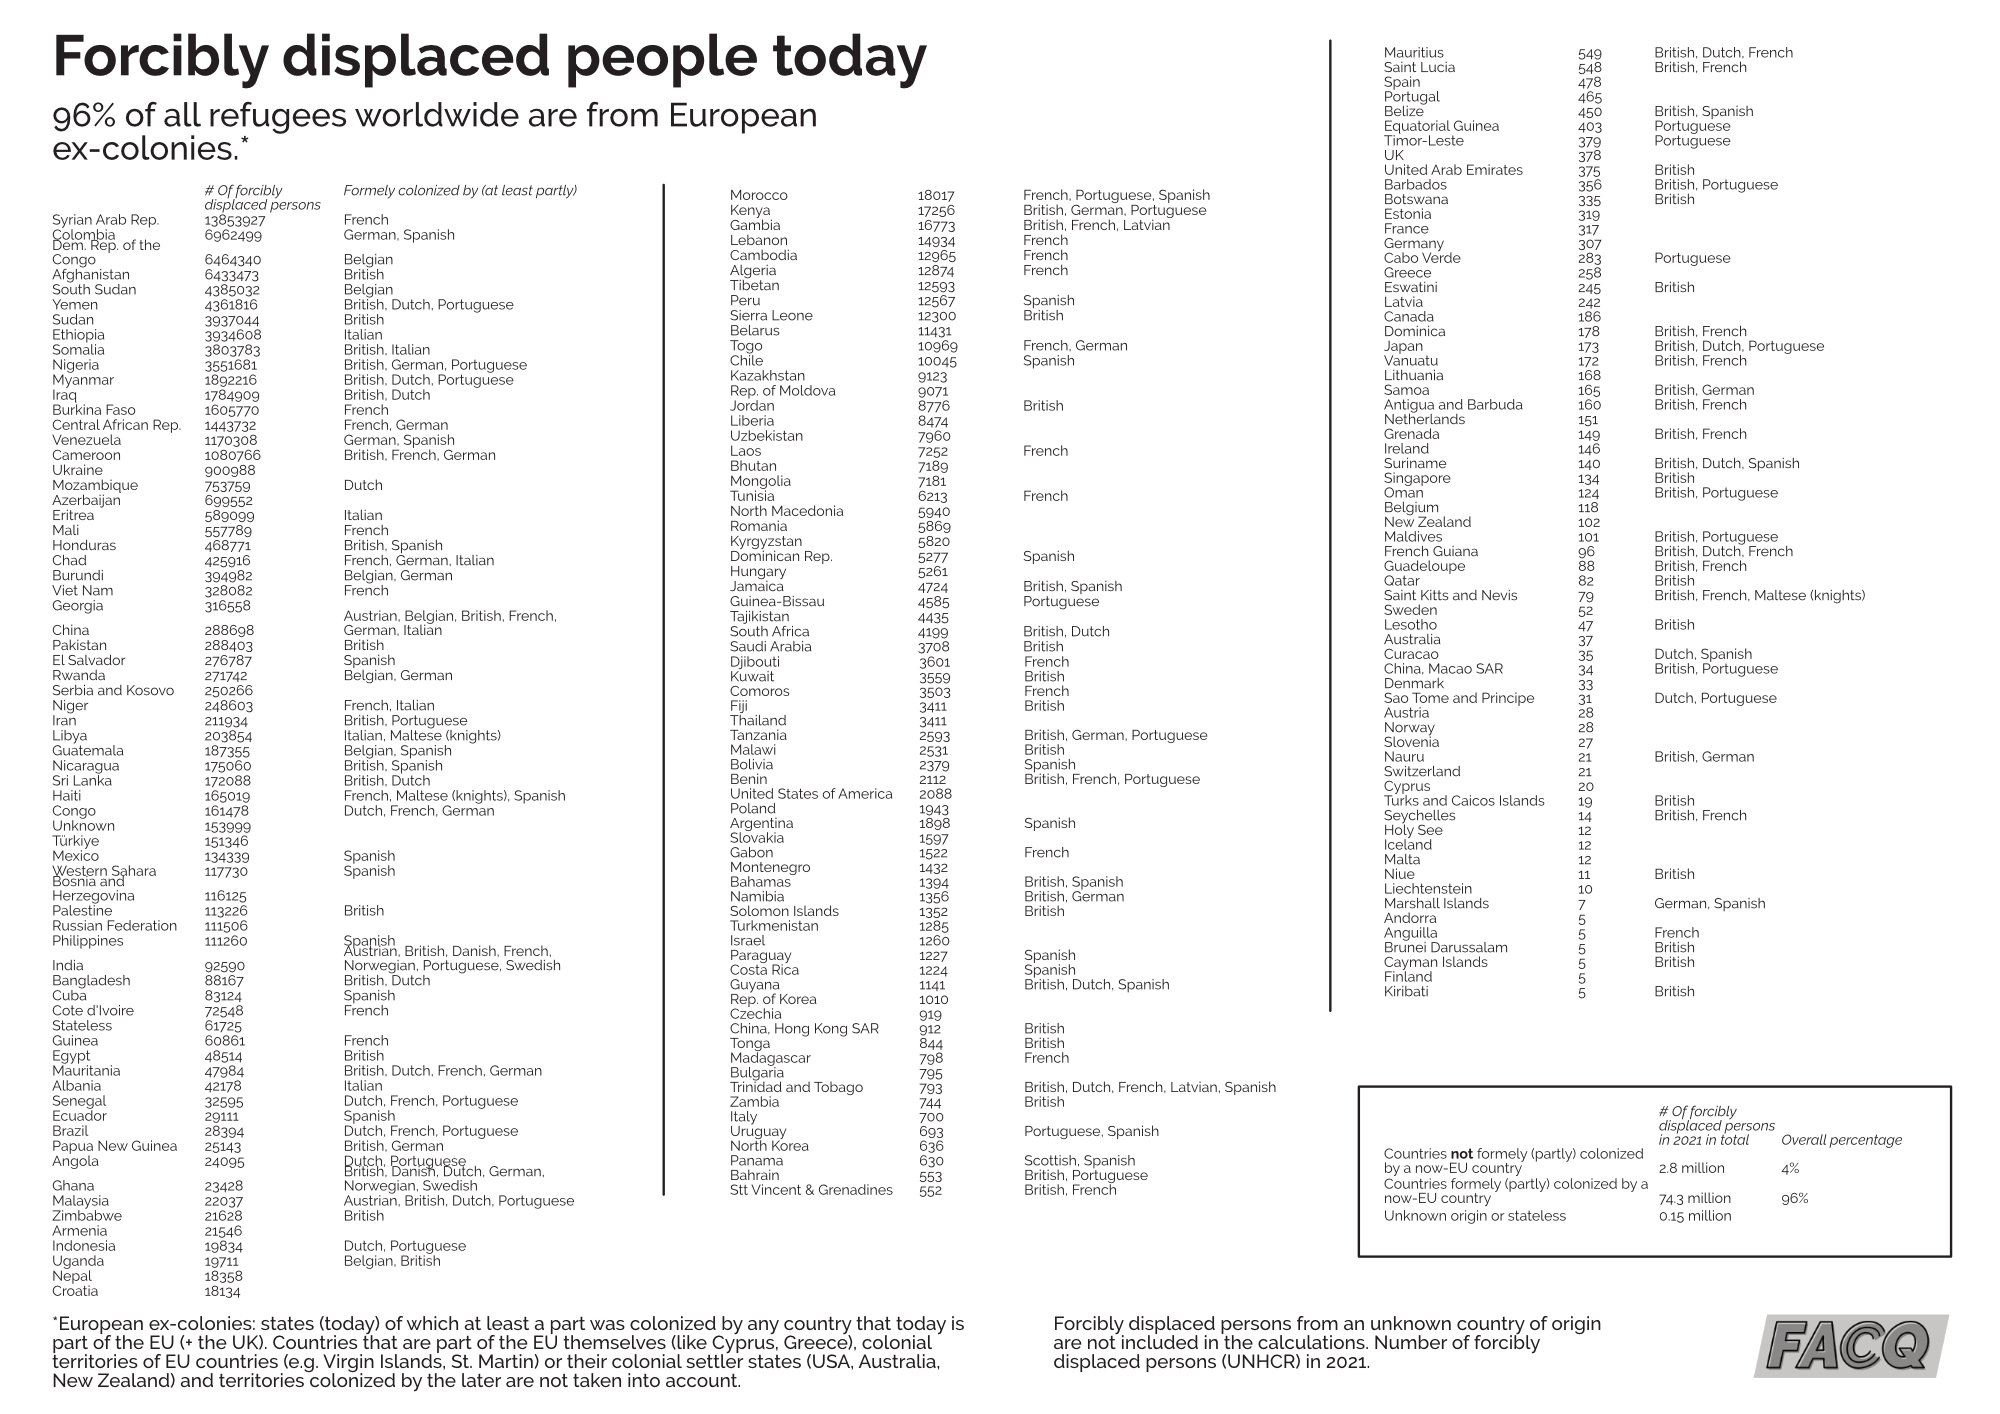 Forcibly displaced people today
96% of all refugees worldwide are from European
ex-colonies.*
# Of forcibly displaced persons Formely colonized by (at least partly)
Syrian Arab Rep. 13853927 French
Colombia 6962499 German, Spanish
Dem. Rep. of the
Congo 6464340 Belgian
Afghanistan 6433473 British
South Sudan 4385032 Belgian
Yemen 4361816 British, Dutch, Portuguese
Sudan 3937044 British
Ethiopia 3934608 Italian
Somalia 3803783 British, Italian
Nigeria 3551681 British, German, Portuguese
Myanmar 1892216 British, Dutch, Portuguese
Iraq 1784909 British, Dutch
Burkina Faso 1605770 French
Central African Rep. 1443732 French, German
Venezuela 1170308 German, Spanish
Cameroon 1080766 British, French, German
Ukraine 900988
Mozambique 753759 Dutch
Azerbaijan 699552
Eritrea 589099 Italian
Mali 557789 French
Honduras 468771 British, Spanish
Chad 425916 French, German, Italian
Burundi 394982 Belgian, German
Viet Nam 328082 French
Georgia 316558
Austrian, Belgian, British, French,
China 288698 German, Italian
Pakistan 288403 British
El Salvador 276787 Spanish
Rwanda 271742 Belgian, German
Serbia and Kosovo 250266
Niger 248603 French, Italian
Iran 211934 British, Portuguese
Libya 203854 Italian, Maltese (knights)
Guatemala 187355 Belgian, Spanish
Nicaragua 175060 British, Spanish
Sri Lanka 172088 British, Dutch
Haiti 165019 French, Maltese (knights), Spanish
Congo 161478 Dutch, French, German
Unknown 153999
Türkiye 151346
Mexico 134339 Spanish
Western Sahara 117730 Spanish
Bosnia and
Herzegovina 116125
Palestine 113226 British
Russian Federation 111506
Philippines 111260 Spanish
Austrian, British, Danish, French,
India 92590 Norwegian, Portuguese, Swedish
Bangladesh 88167 British, Dutch
Cuba 83124 Spanish
Cote d'Ivoire 72548 French
Stateless 61725
Guinea 60861 French
Egypt 48514 British
Mauritania 47984 British, Dutch, French, German
Albania 42178 Italian
Senegal 32595 Dutch, French, Portuguese
Ecuador 29111 Spanish
Brazil 28394 Dutch, French, Portuguese
Papua New Guinea 25143 British, German
Angola 24095 Dutch, Portuguese
British, Danish, Dutch, German,
Ghana 23428 Norwegian, Swedish
Malaysia 22037 Austrian, British, Dutch, Portuguese
Zimbabwe 21628 British
Armenia 21546
Indonesia 19834 Dutch, Portuguese
Uganda 19711 Belgian, British
Nepal 18358
Croatia 18134
Morocco 18017 French, Portuguese, Spanish
Kenya 17256 British, German, Portuguese
Gambia 16773 British, French, Latvian
Lebanon 14934 French
Cambodia 12965 French
Algeria 12874 French
Tibetan 12593
Peru 12567 Spanish
Sierra Leone 12300 British
Belarus 11431
Togo 10969 French, German
Chile 10045 Spanish
Kazakhstan 9123
Rep. of Moldova 9071
Jordan 8776 British
Liberia 8474
Uzbekistan 7960
Laos 7252 French
Bhutan 7189
Mongolia 7181
Tunisia 6213 French
North Macedonia 5940
Romania 5869
Kyrgyzstan 5820
Dominican Rep. 5277 Spanish
Hungary 5261
Jamaica 4724 British, Spanish
Guinea-Bissau 4585 Portuguese
Tajikistan 4435
South Africa 4199 British, Dutch
Saudi Arabia 3708 British
Djibouti 3601 French
Kuwait 3559 British
Comoros 3503 French
Fiji 3411 British
Thailand 3411
Tanzania 2593 British, German, Portuguese
Malawi 2531 British
Bolivia 2379 Spanish
Benin 2112 British, French, Portuguese
United States of America 2088
Poland 1943
Argentina 1898 Spanish
Slovakia 1597
Gabon 1522 French
Montenegro 1432
Bahamas 1394 British, Spanish
Namibia 1356 British, German
Solomon Islands 1352 British
Turkmenistan 1285
Israel 1260
Paraguay 1227 Spanish
Costa Rica 1224 Spanish
Guyana 1141 British, Dutch, Spanish
Rep. of Korea 1010
Czechia 919
China, Hong Kong SAR 912 British
Tonga 844 British
Madagascar 798 French
Bulgaria 795
Trinidad and Tobago 793 British, Dutch, French, Latvian, Spanish
Zambia 744 British
Italy 700
Uruguay 693 Portuguese, Spanish
North Korea 636
Panama 630 Scottish, Spanish
Bahrain 553 British, Portuguese
Stt Vincent & Grenadines 552 British, French
Mauritius 549 British, Dutch, French
Saint Lucia 548 British, French
Spain 478
Portugal 465
Belize 450 British, Spanish
Equatorial Guinea 403 Portuguese
Timor-Leste 379 Portuguese
UK 378
United Arab Emirates 375 British
Barbados 356 British, Portuguese
Botswana 335 British
Estonia 319
France 317
Germany 307
Cabo Verde 283 Portuguese
Greece 258
Eswatini 245 British
Latvia 242
Canada 186
Dominica 178 British, French
Japan 173 British, Dutch, Portuguese
Vanuatu 172 British, French
Lithuania 168
Samoa 165 British, German
Antigua and Barbuda 160 British, French
Netherlands 151
Grenada 149 British, French
Ireland 146
Suriname 140 British, Dutch, Spanish
Singapore 134 British
Oman 124 British, Portuguese
Belgium 118
New Zealand 102
Maldives 101 British, Portuguese
French Guiana 96 British, Dutch, French
Guadeloupe 88 British, French
Qatar 82 British
Saint Kitts and Nevis 79 British, French, Maltese (knights)
Sweden 52
Lesotho 47 British
Australia 37
Curacao 35 Dutch, Spanish
China, Macao SAR 34 British, Portuguese
Denmark 33
Sao Tome and Principe 31 Dutch, Portuguese
Austria 28
Norway 28
Slovenia 27
Nauru 21 British, German
Switzerland 21
Cyprus 20
Turks and Caicos Islands 19 British
Seychelles 14 British, French
Holy See 12
Iceland 12
Malta 12
Niue 11 British
Liechtenstein 10
Marshall Islands 7 German, Spanish
Andorra 5
Anguilla 5 French
Brunei Darussalam 5 British
Cayman Islands 5 British
Finland 5
Kiribati 5 British
# Of forcibly
displaced persons
in 2021 in total Overall percentage
Countries not formely (partly) colonized
by a now-EU country 2.8 million 4%
Countries formely (partly) colonized by a
now-EU country 74.3 million 96%
Unknown origin or stateless 0.15 million
*European ex-colonies: states (today) of which at least a part was colonized by any country that today is
part of the EU (+ the UK). Countries that are part of the EU themselves (like Cyprus, Greece), colonial
territories of EU countries (e.g. Virgin Islands, St. Martin) or their colonial settler states (USA, Australia,
New Zealand) and territories colonized by the later are not taken into account.
Forcibly displaced persons from an unknown country of origin
are not included in the calculations. Number of forcibly
displaced persons (UNHCR) in 2021.
FACQ